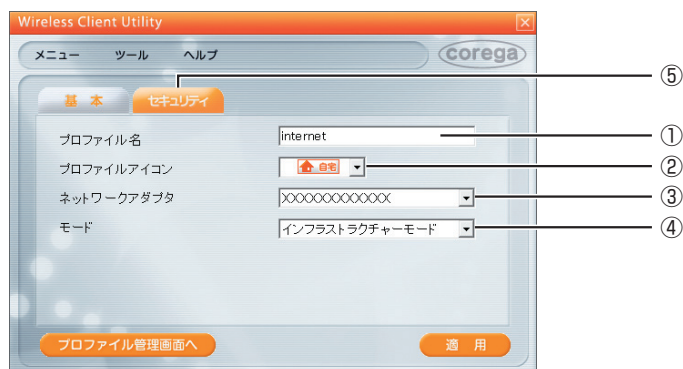 Wireless Client Utility
メニュー ツール ヘルプ corega
基本 セキュリティ ⑤
プロファイル名 internet ①
プロファイルアイコン 自宅 ②
ネットワークアダプタ XXXXXXXXXXXXX ③
モード インフラストラクチャーモード ④
プロファイル管理画面へ 適用